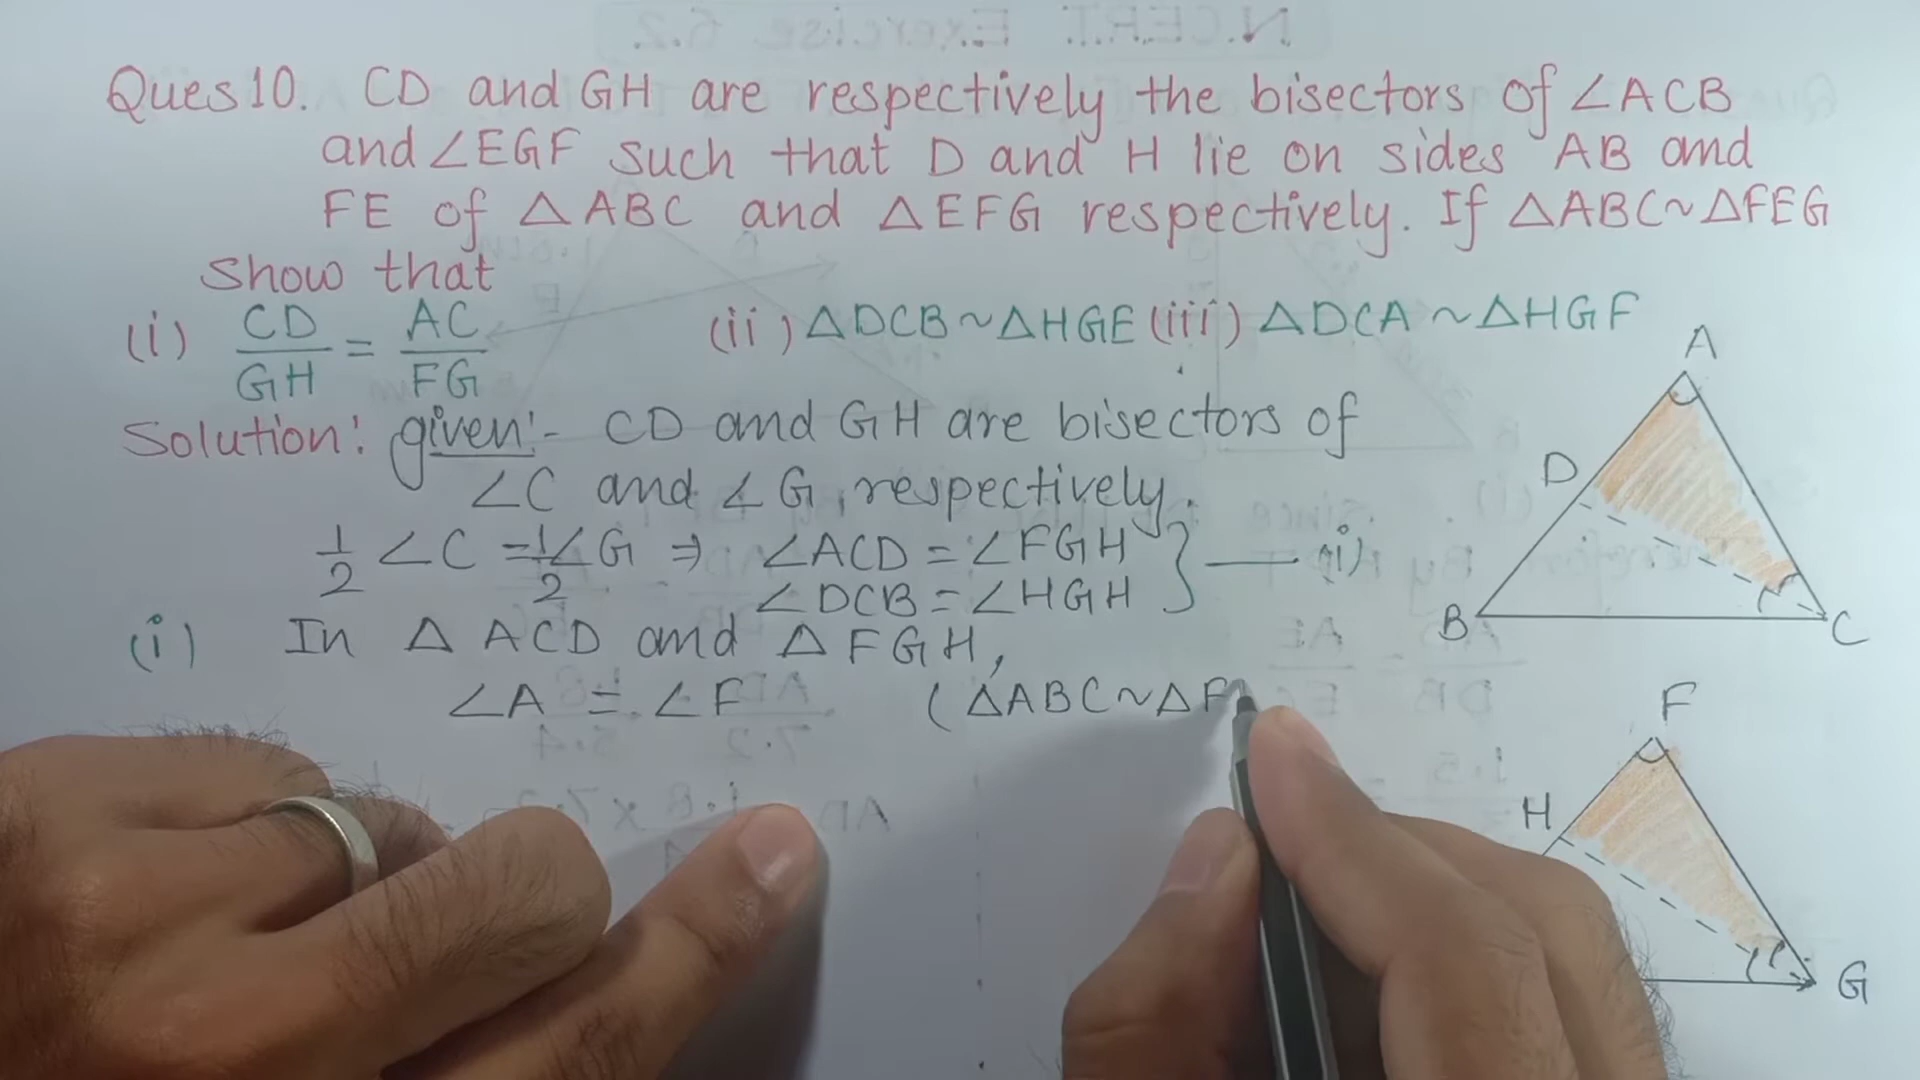 Ques 10. CD and GH are respectively the bisectors of ∠ACB
and ∠EGF such that D and H lie on sides AB and
FE of △ABC and △EFG respectively. If △ABC ~ △FEG
show that
(i) CD/GH = AC/FG (ii) △DCB ~ △HGE (iii) △DCA ~ △HGF
Solution: given:- CD and GH are bisectors of
∠C and ∠G, respectively.
1/2 ∠C = 1/2 ∠G ⇒ ∠ACD = ∠FGH
∠DCB = ∠HGH } — (i)
(i) In △ ACD and △ FGH,
∠A = ∠F (△ABC ~ △F
A
D
B
C
F
H
G